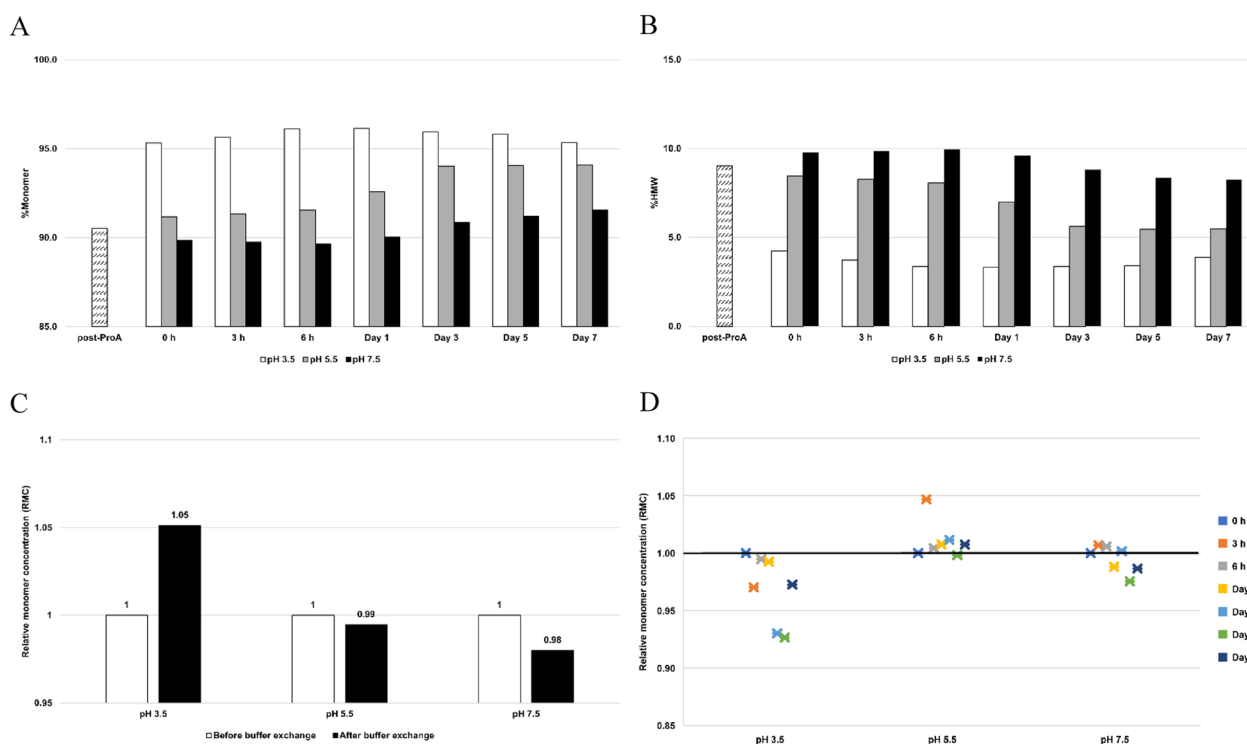 A
100.0
95.0
90.0
85.0
%Monomer
post-ProA 0 h 3 h 6 h Day 1 Day 3 Day 5 Day 7
pH 3.5 pH 5.5 pH 7.5
B
15.0
10.0
5.0
0.0
%HMW
post-ProA 0 h 3 h 6 h Day 1 Day 3 Day 5 Day 7
pH 3.5 pH 5.5 pH 7.5
C
1.1
1.05
1
0.95
Relative monomer concentration (RMC)
1 1.05 1 0.99 1 0.98
pH 3.5 pH 5.5 pH 7.5
Before buffer exchange After buffer exchange
D
1.10
1.05
1.00
0.95
0.90
0.85
Relative monomer concentration (RMC)
pH 3.5 pH 5.5 pH 7.5
0 h
3 h
6 h
Day
Day
Day
Day